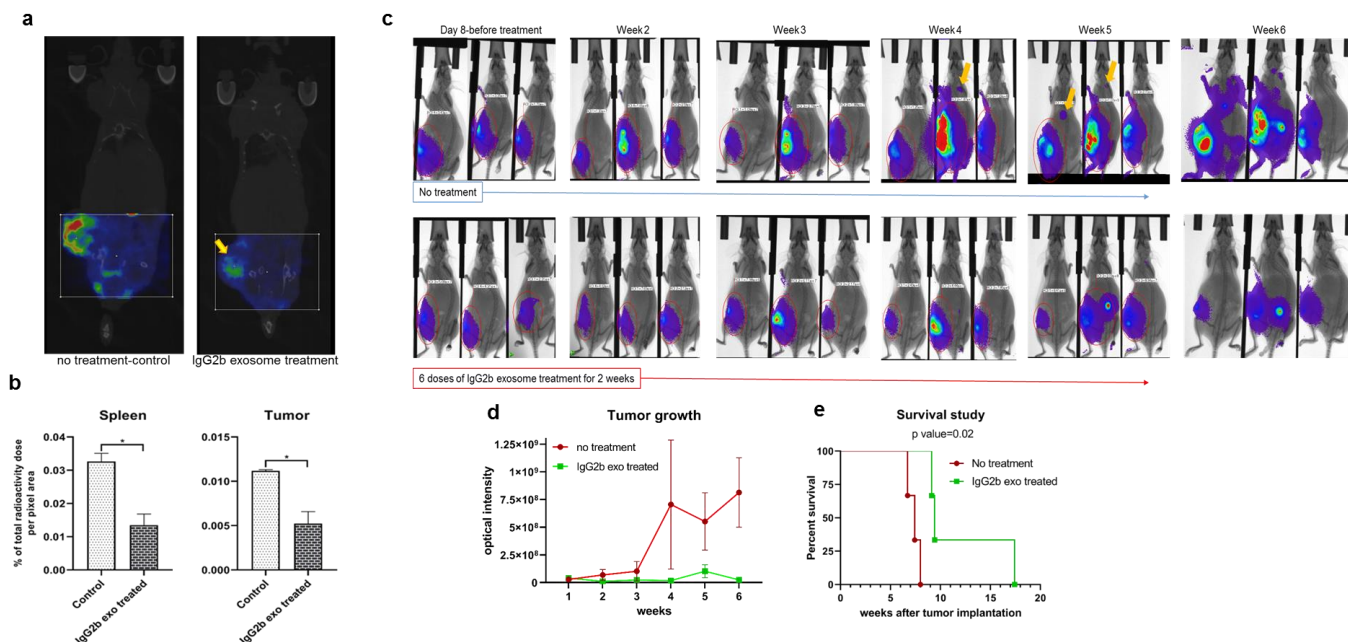 a
no treatment-control
IgG2b exosome treatment
b
Spleen
Tumor
% of total radioactivity dose
per pixel area
0.04
0.03
0.02
0.01
0.00
*
Control
IgG2b exo treated
0.015
0.010
0.005
0.000
*
Control
IgG2b exo treated
c
Day 8-before treatment
Week 2
Week 3
Week 4
Week 5
Week 6
No treatment
6 doses of IgG2b exosome treatment for 2 weeks
d
Tumor growth
optical intensity
1.25×10⁹
1×10⁹
7.5×10⁸
5×10⁸
2.5×10⁸
0
no treatment
IgG2b exo treated
1 2 3 4 5 6
weeks
e
Survival study
p value=0.02
Percent survival
100
75
50
25
0
No treatment
IgG2b exo treated
0 5 10 15 20
weeks after tumor implantation